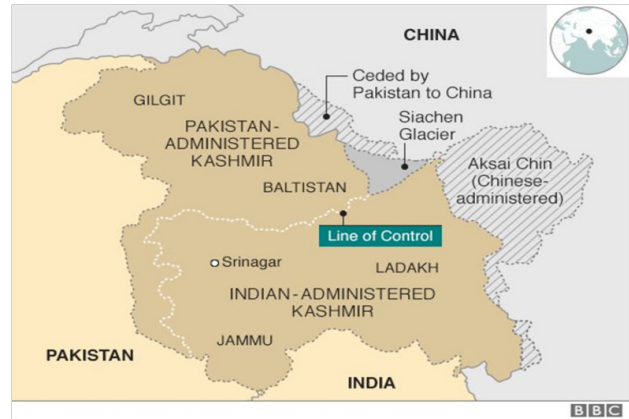 CHINA
Ceded by
Pakistan to China
GILGIT
Siachen
Glacier
PAKISTAN-
ADMINISTERED
KASHMIR
Aksai Chin
(Chinese-
administered)
BALTISTAN
Line of Control
Srinagar
LADAKH
INDIAN-ADMINISTERED
KASHMIR
JAMMU
PAKISTAN
INDIA
BBC